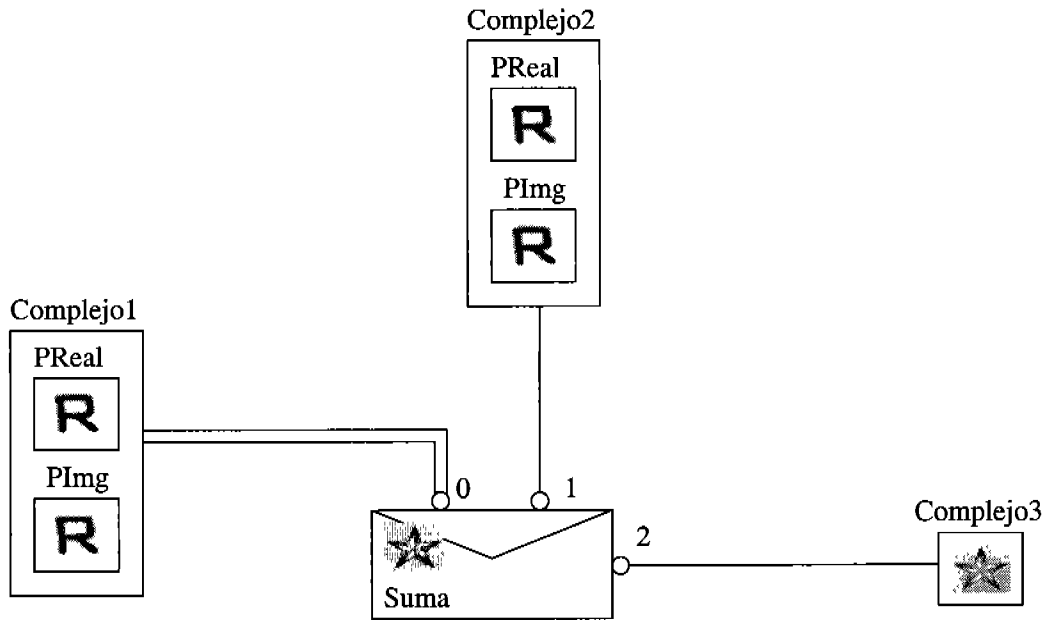 Complejo2
PReal
R
PImg
R
Complejo1
PReal
R
PImg
R
0
1
2
Suma
Complejo3